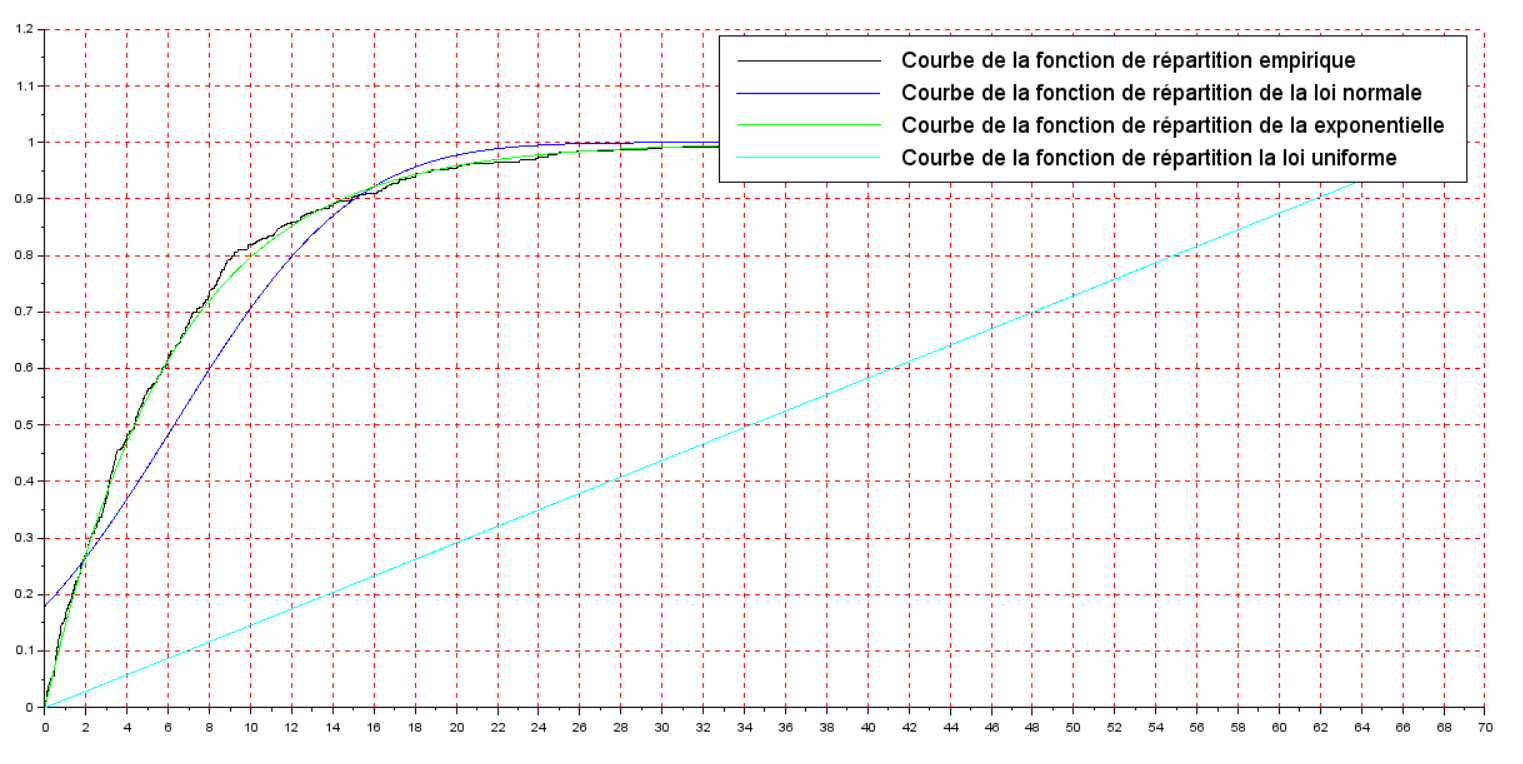 1.2
1.1
1
0.9
0.8
0.7
0.6
0.5
0.4
0.3
0.2
0.1
0
Courbe de la fonction de répartition empirique
Courbe de la fonction de répartition de la loi normale
Courbe de la fonction de répartition de la exponentielle
Courbe de la fonction de répartition la loi uniforme
0 2 4 6 8 10 12 14 16 18 20 22 24 26 28 30 32 34 36 38 40 42 44 46 48 50 52 54 56 58 60 62 64 66 68 70